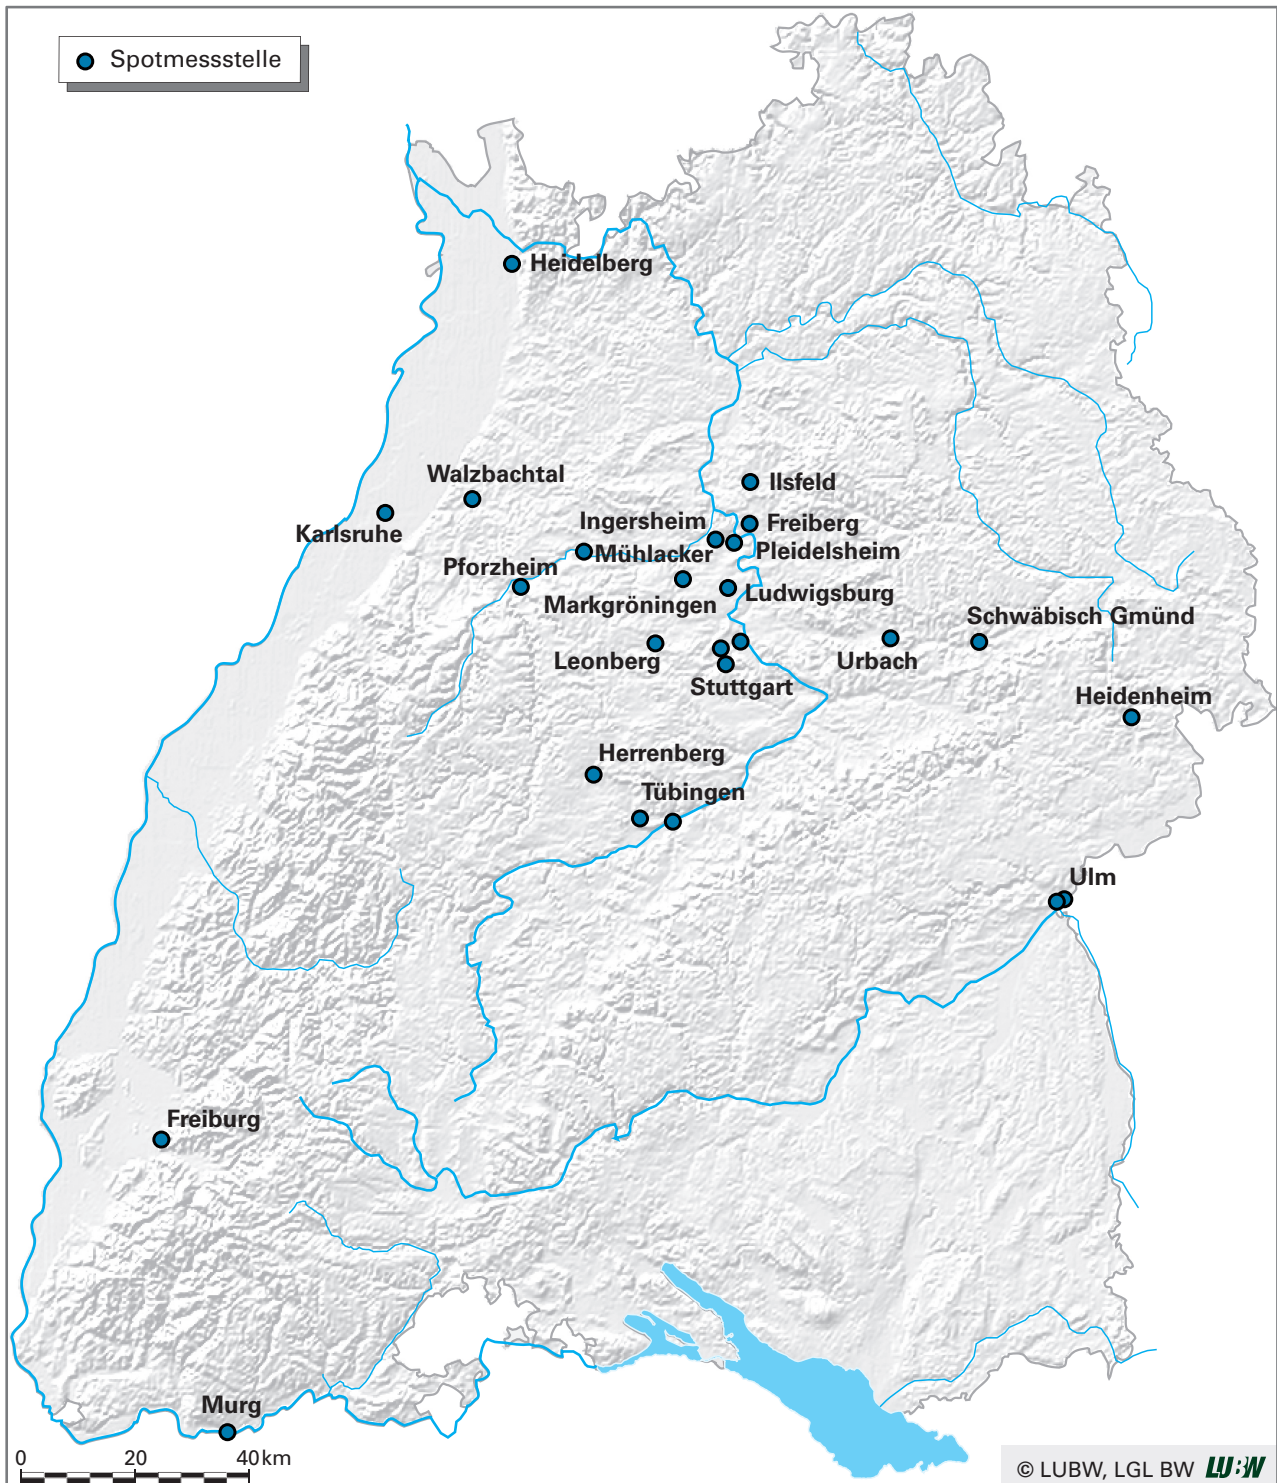 Spotmessstelle
Heidelberg
Walzbachtal
Ilsfeld
Karlsruhe
Ingersheim
Freiberg
Mühlacker
Pleidelsheim
Pforzheim
Markgröningen
Ludwigsburg
Schwäbisch Gmünd
Leonberg
Urbach
Stuttgart
Heidenheim
Herrenberg
Tübingen
Ulm
Freiburg
Murg
0 20 40 km
© LUBW, LGL BW LUBW